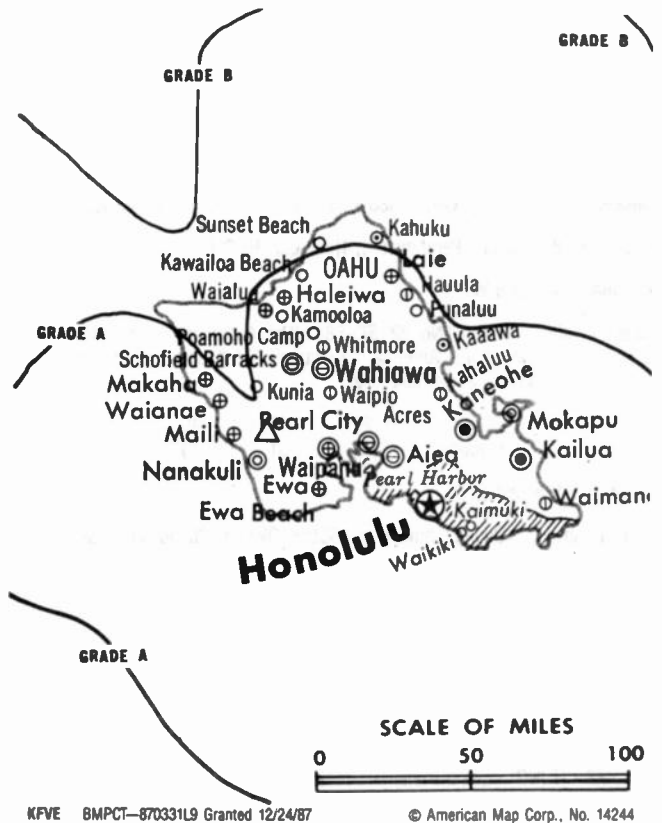 GRADE B
GRADE B
Sunset Beach
Kahuku
Kawailoa Beach
OAHU
Laie
Waialua
Haleiwa
Hauula
Kamooloa
Punaluu
GRADE A
Poamoho Camp
Whitmore
Kaaawa
Schofield Barracks
Wahiawa
Kahaluu
Makaha
Kunia
Waipio
Acres
Kaneohe
Waianae
Pearl City
Mokapu
Maili
Aiea
Kailua
Nanakuli
Waipahu
Pearl Harbor
Ewa
Waiman
Ewa Beach
Kaimuki
Honolulu
Waikiki
GRADE A
SCALE OF MILES
0 50 100
KFVE BMPCT—870331L9 Granted 12/24/87 © American Map Corp., No. 14244